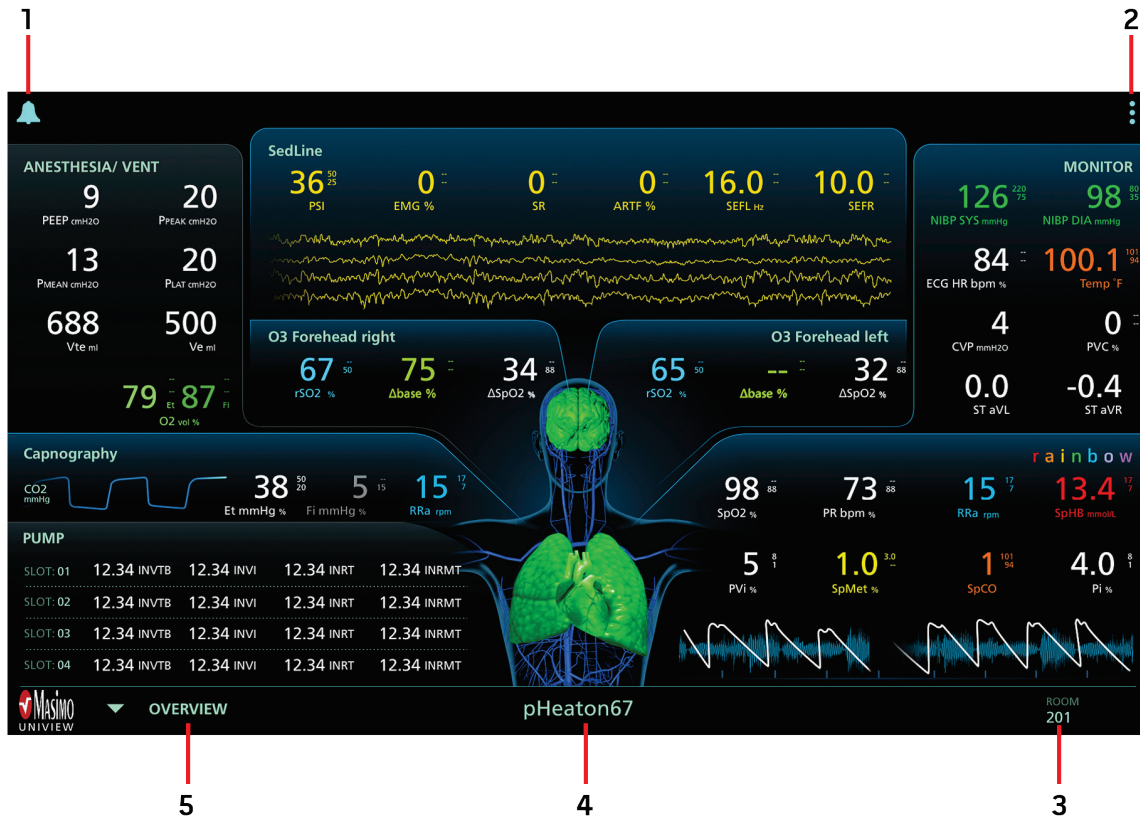 1
2
ANESTHESIA/ VENT
9 20
PEEP cmH2O PPEAK cmH2O
13 20
PMEAN cmH2O PLAT cmH2O
688 500
Vte ml Ve ml
79 -- -- Et 87 -- -- Fi
O2 vol %
SedLine
36 50 25 0 -- -- 0 -- -- 0 -- -- 16.0 -- -- 10.0 -- --
PSI EMG % SR ARTF % SEFL Hz SEFR
MONITOR
126 220 75 98 80 35
NIBP SYS mmHg NIBP DIA mmHg
84 -- -- 100.1 101 94
ECG HR bpm % Temp °F
4 0 -- --
CVP mmH2O PVC %
0.0 -0.4
ST aVL ST aVR
O3 Forehead right
67 -- 50 75 -- -- 34 -- 88
rSO2 % Δbase % ΔSpO2 %
O3 Forehead left
65 -- 50 -- -- -- 32 -- 88
rSO2 % Δbase % ΔSpO2 %
Capnography
CO2
mmHg
38 50 20 5 -- 15 15 17 7
Et mmHg % Fi mmHg % RRa rpm
rainbow
98 -- 88 73 -- 88 15 17 7 13.4 17 7
SpO2 % PR bpm % RRa rpm SpHB mmol/L
5 8 1 1.0 3.0 -- 1 101 94 4.0 8 1
PVi % SpMet % SpCO Pi %
PUMP
SLOT: 01 12.34 INVTB 12.34 INVI 12.34 INRT 12.34 INRMT
SLOT: 02 12.34 INVTB 12.34 INVI 12.34 INRT 12.34 INRMT
SLOT: 03 12.34 INVTB 12.34 INVI 12.34 INRT 12.34 INRMT
SLOT: 04 12.34 INVTB 12.34 INVI 12.34 INRT 12.34 INRMT
Masimo
UNIVIEW
OVERVIEW
pHeaton67
ROOM
201
5
4
3